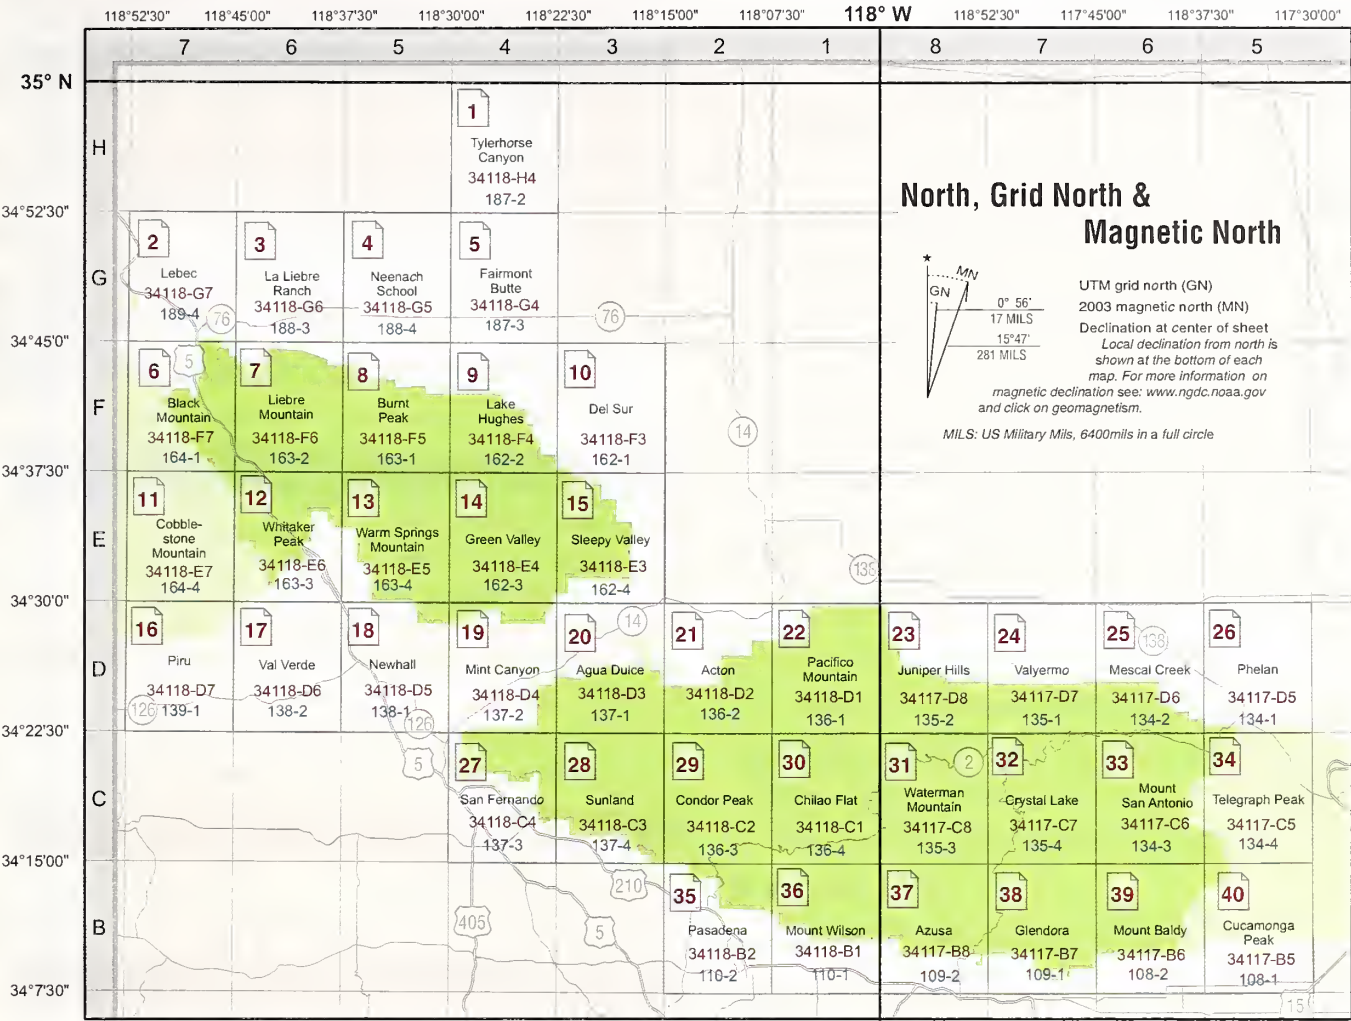 118°52'30" 118°45'00" 118°37'30" 118°30'00" 118°22'30" 118°15'00" 118°07'30" 118° W 118°52'30" 117°45'00" 118°37'30" 117°30'00"
7 6 5 4 3 2 1 8 7 6 5
35° N
H
1
Tylerhorse
Canyon
34118-H4
187-2
34°52'30"
North, Grid North &
Magnetic North
MN
GN
0° 56'
17 MILS
15°47'
281 MILS
UTM grid north (GN)
2003 magnetic north (MN)
Declination at center of sheet
Local declination from north is
shown at the bottom of each
map. For more information on
magnetic declination see: www.ngdc.noaa.gov
and click on geomagnetism.
MILS: US Military Mils, 6400mils in a full circle
G
2
Lebec
34118-G7
189-4
3
La Liebre
Ranch
34118-G6
188-3
4
Neenach
School
34118-G5
188-4
5
Fairmont
Butte
34118-G4
187-3
76
76
34°45'0"
F
5
6
Black
Mountain
34118-F7
164-1
7
Liebre
Mountain
34118-F6
163-2
8
Burnt
Peak
34118-F5
163-1
9
Lake
Hughes
34118-F4
162-2
10
Del Sur
34118-F3
162-1
14
34°37'30"
E
11
Cobble-
stone
Mountain
34118-E7
164-4
12
Whitaker
Peak
34118-E6
163-3
13
Warm Springs
Mountain
34118-E5
163-4
14
Green Valley
34118-E4
162-3
15
Sleepy Valley
34118-E3
162-4
138
34°30'0"
D
16
Piru
34118-D7
139-1
126
17
Val Verde
34118-D6
138-2
18
Newhall
34118-D5
138-1
126
19
Mint Canyon
34118-D4
137-2
20
14
Agua Dulce
34118-D3
137-1
21
Acton
34118-D2
136-2
22
Pacifico
Mountain
34118-D1
136-1
23
Juniper Hills
34117-D8
135-2
24
Valyermo
34117-D7
135-1
25
138
Mescal Creek
34117-D6
134-2
26
Phelan
34117-D5
134-1
34°22'30"
C
5
27
San Fernando
34118-C4
137-3
28
Sunland
34118-C3
137-4
29
Condor Peak
34118-C2
136-3
30
Chilao Flat
34118-C1
136-4
31
2
Waterman
Mountain
34117-C8
135-3
32
Crystal Lake
34117-C7
135-4
33
Mount
San Antonio
34117-C6
134-3
34
Telegraph Peak
34117-C5
134-4
34°15'00"
B
405
5
210
35
Pasadena
34118-B2
110-2
36
Mount Wilson
34118-B1
110-1
37
Azusa
34117-B8
109-2
38
Glendora
34117-B7
109-1
39
Mount Baldy
34117-B6
108-2
40
Cucamonga
Peak
34117-B5
108-1
34°7'30"
15